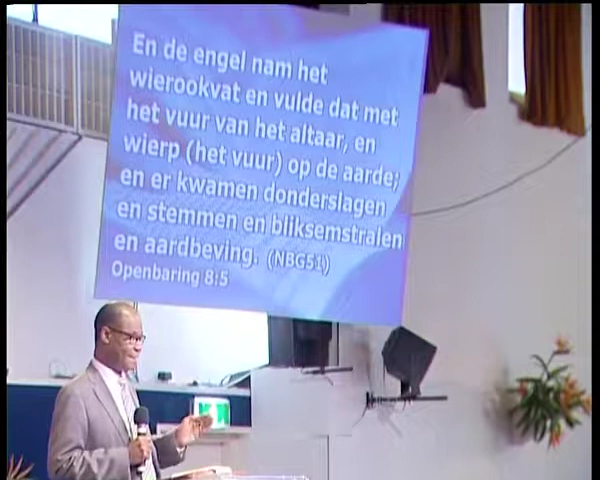 En de engel nam het
wierookvat en vulde dat met
het vuur van het altaar, en
wierp (het vuur) op de aarde;
en er kwamen donderslagen
en stemmen en bliksemstralen
en aardbeving. (NBG51)
Openbaring 8:5